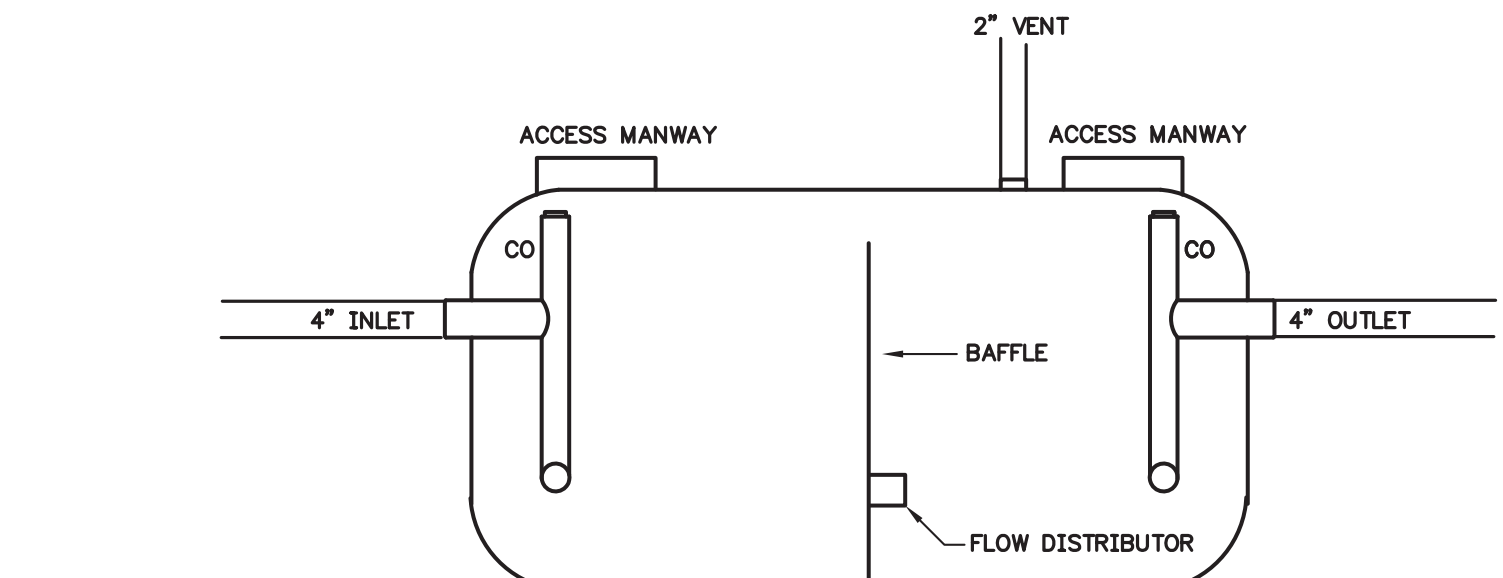 2" VENT
ACCESS MANWAY
ACCESS MANWAY
CO
CO
4" INLET
4" OUTLET
BAFFLE
FLOW DISTRIBUTOR